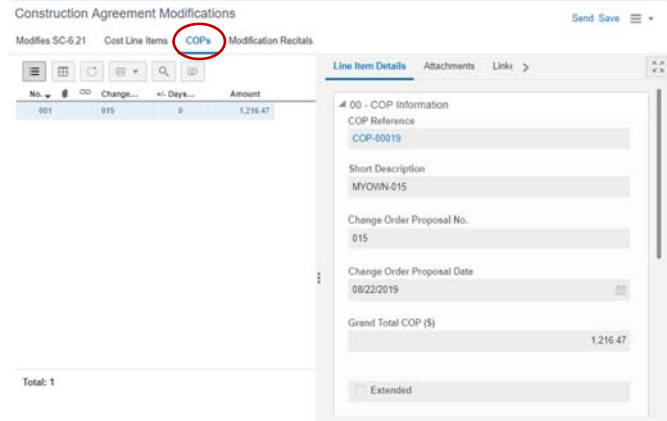 Construction Agreement Modifications
Send Save
Modifies SC-6.21 Cost Line Items COPs Modification Recitals
Line Item Details Attachments Linke
No. Change... +/- Days... Amount
001 015 0 1,216.47
00 - COP Information
COP Reference
COP-00019
Short Description
MYOWN-015
Change Order Proposal No.
015
Change Order Proposal Date
08/22/2019
Grand Total COP ($)
1,216.47
Extended
Total: 1